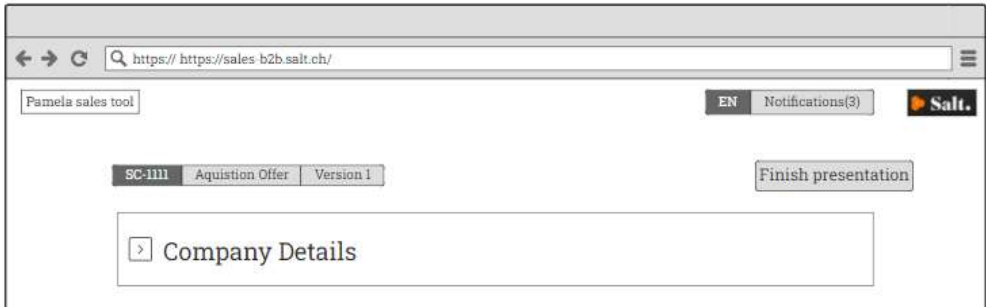 https:// https://sales-b2b.salt.ch/
Pamela sales tool
EN Notifications(3)
Salt.
SC-1111 Aquistion Offer Version 1
Finish presentation
> Company Details